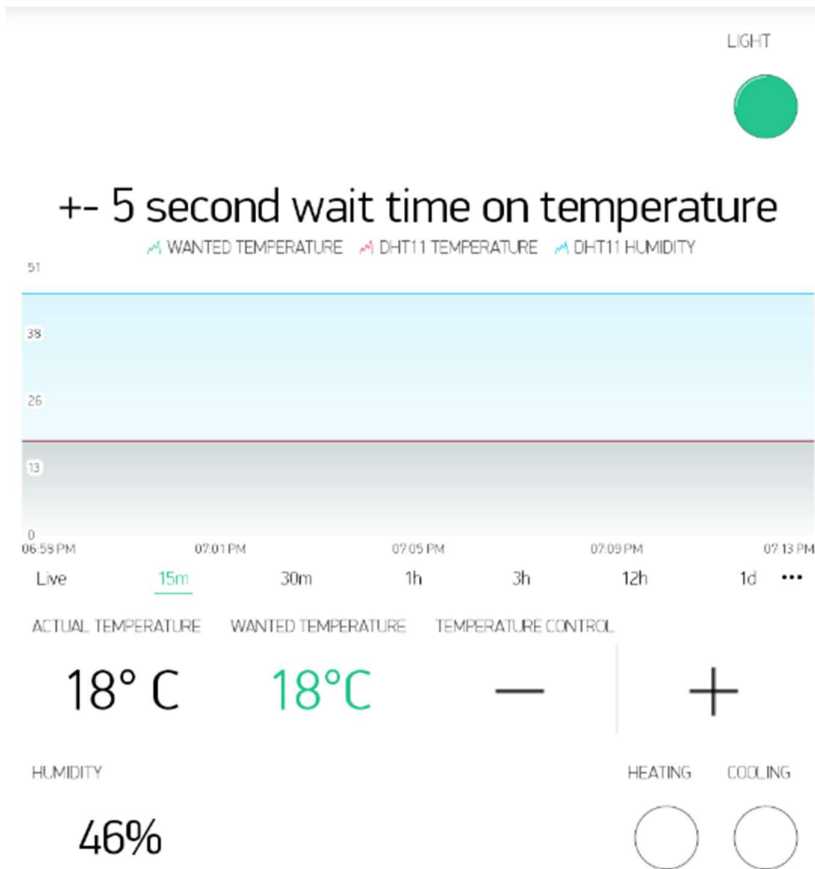 LIGHT
+- 5 second wait time on temperature
WANTED TEMPERATURE DHT11 TEMPERATURE DHT11 HUMIDITY
51
38
26
13
0
06:58 PM 07:01 PM 07:05 PM 07:09 PM 07:13 PM
Live 15m 30m 1h 3h 12h 1d •••
ACTUAL TEMPERATURE WANTED TEMPERATURE TEMPERATURE CONTROL
18° C 18°C — +
HUMIDITY HEATING COOLING
46%